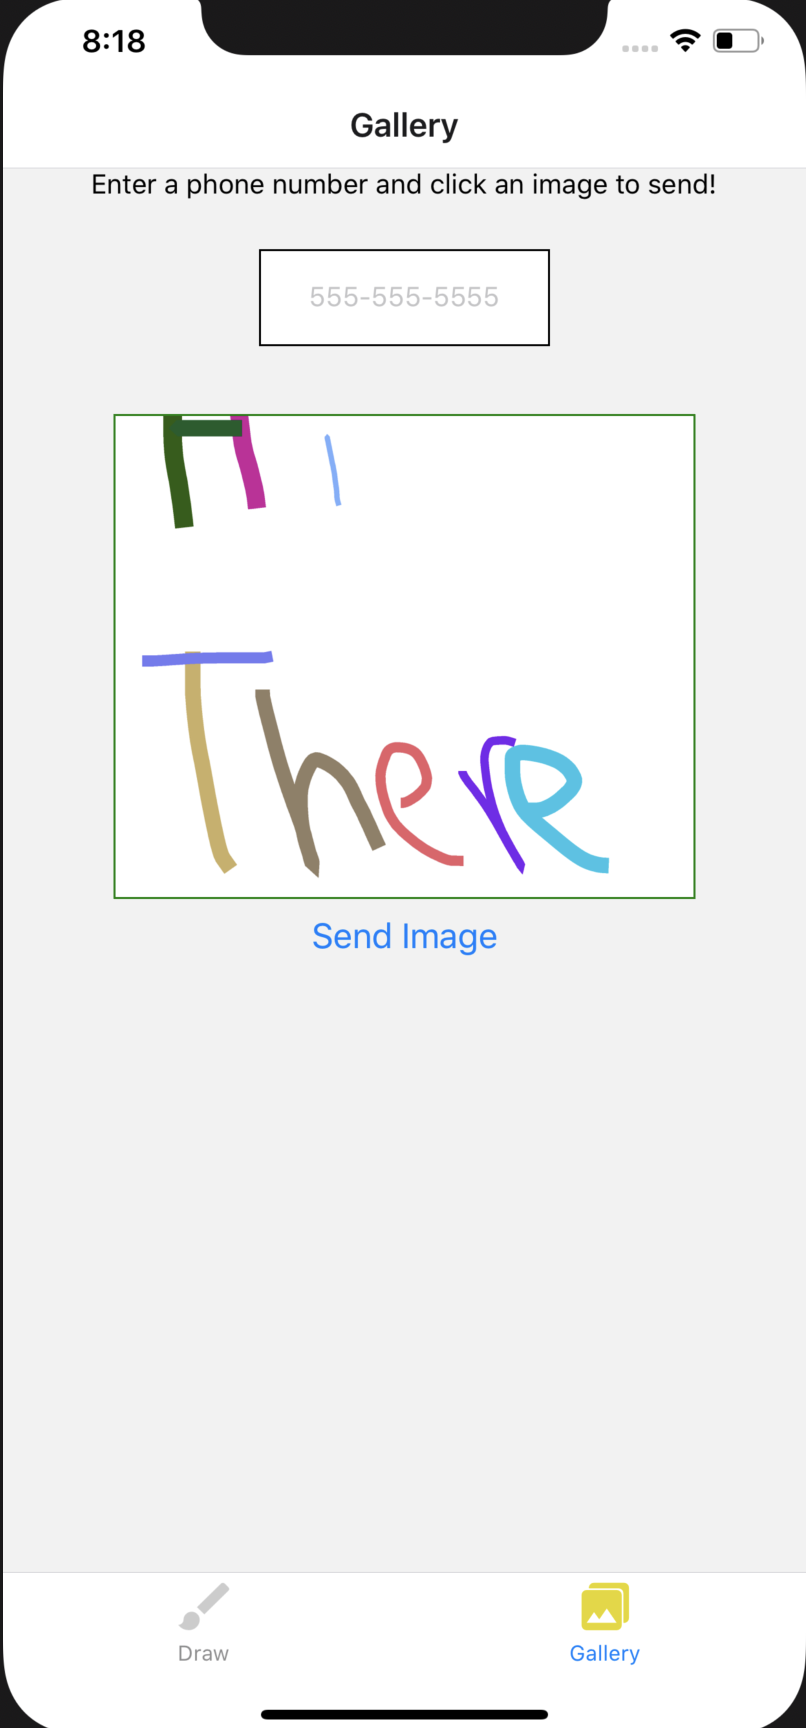 8:18
Gallery
Enter a phone number and click an image to send!
555-555-5555
Hi
There
Send Image
Draw
Gallery